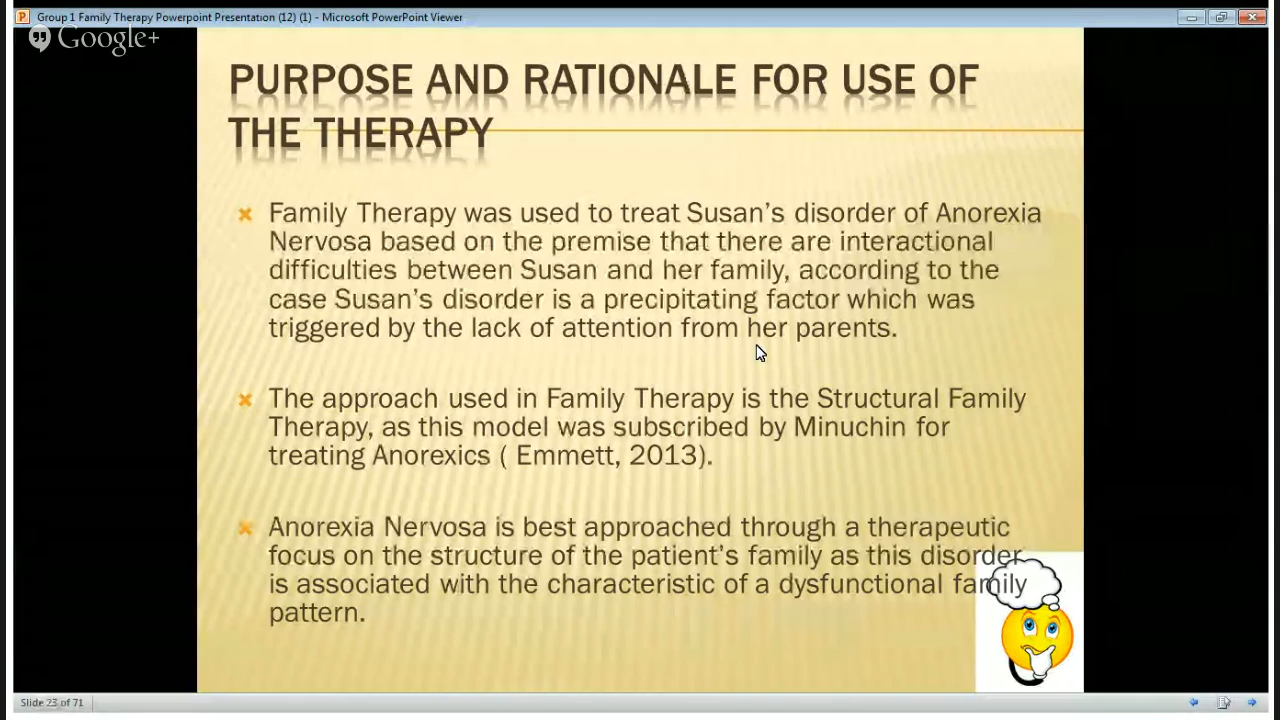 Group 1 Family Therapy Powerpoint Presentation (12) (1) - Microsoft PowerPoint Viewer
Google+
PURPOSE AND RATIONALE FOR USE OF
THE THERAPY
Family Therapy was used to treat Susan's disorder of Anorexia
Nervosa based on the premise that there are interactional
difficulties between Susan and her family, according to the
case Susan's disorder is a precipitating factor which was
triggered by the lack of attention from her parents.
The approach used in Family Therapy is the Structural Family
Therapy, as this model was subscribed by Minuchin for
treating Anorexics ( Emmett, 2013).
Anorexia Nervosa is best approached through a therapeutic
focus on the structure of the patient's family as this disorder
is associated with the characteristic of a dysfunctional family
pattern.
Slide 23 of 71